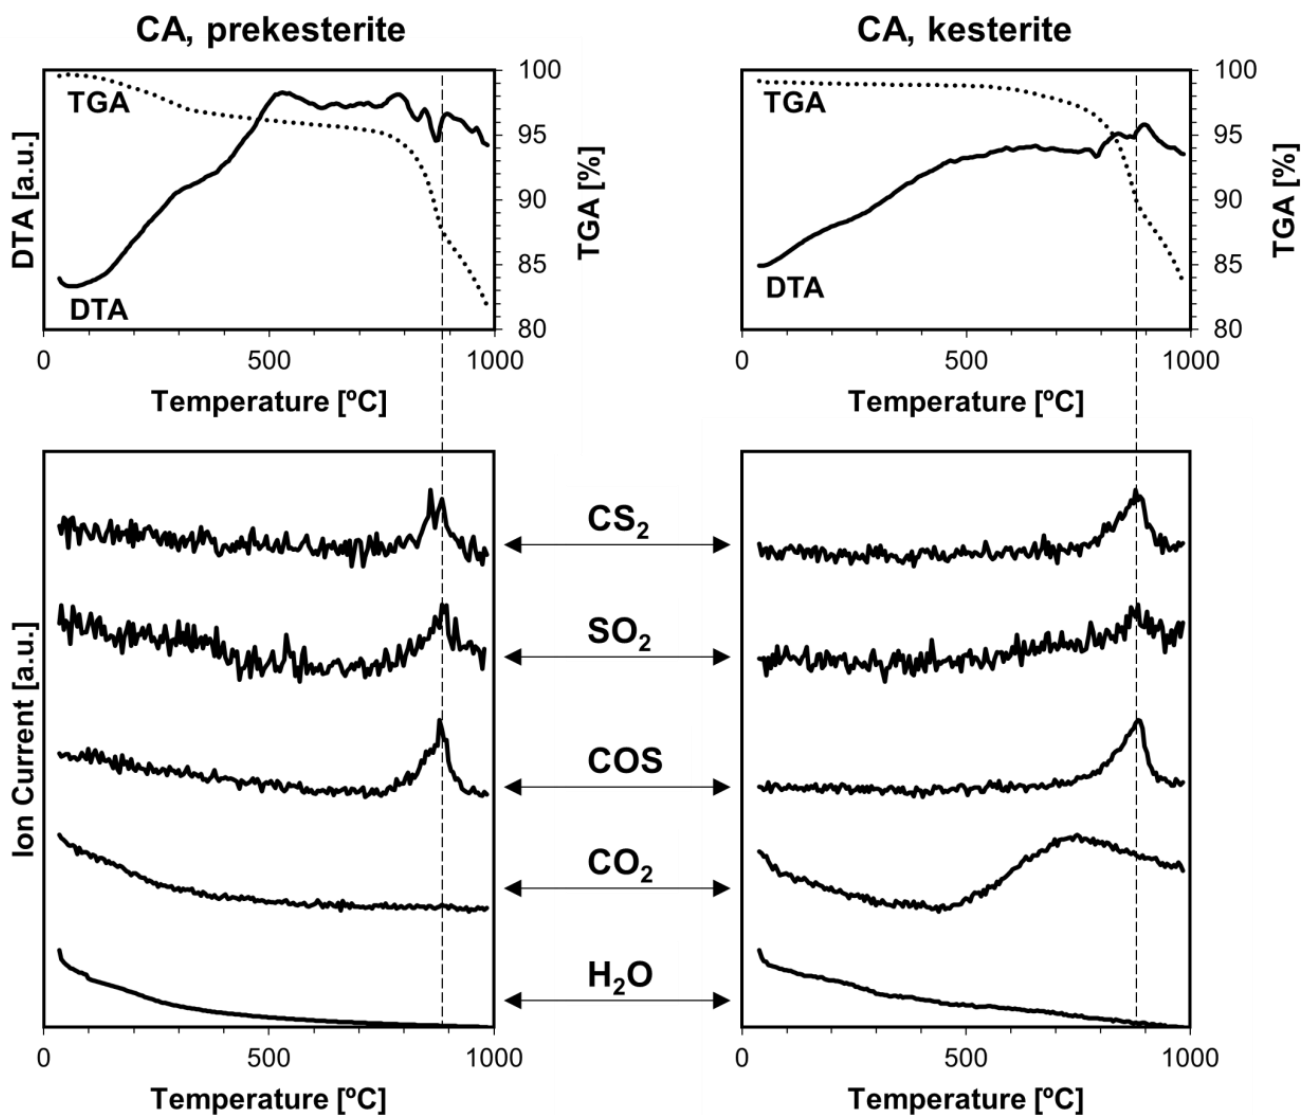 CA, prekesterite
CA, kesterite
DTA [a.u.]
TGA
DTA
100
95
90
85
80
TGA [%]
0
500
1000
Temperature [ºC]
TGA
DTA
100
95
90
85
80
TGA [%]
0
500
1000
Temperature [ºC]
Ion Current [a.u.]
CS₂
SO₂
COS
CO₂
H₂O
0
500
1000
Temperature [ºC]
0
500
1000
Temperature [ºC]